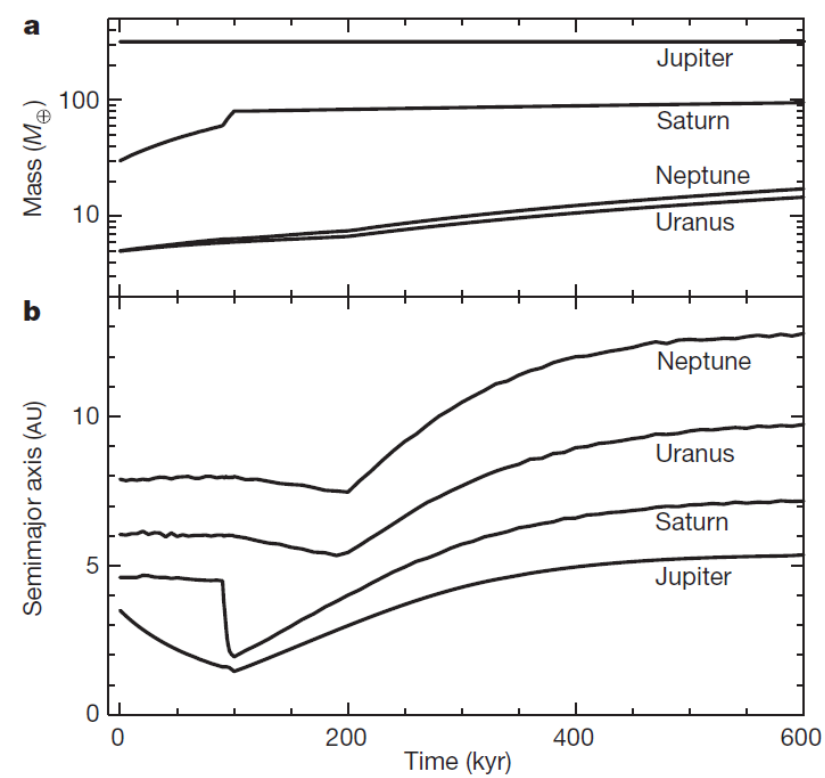 a
Mass (M⊕)
100
10
Jupiter
Saturn
Neptune
Uranus
b
Semimajor axis (AU)
10
5
0
Neptune
Uranus
Saturn
Jupiter
0 200 400 600
Time (kyr)